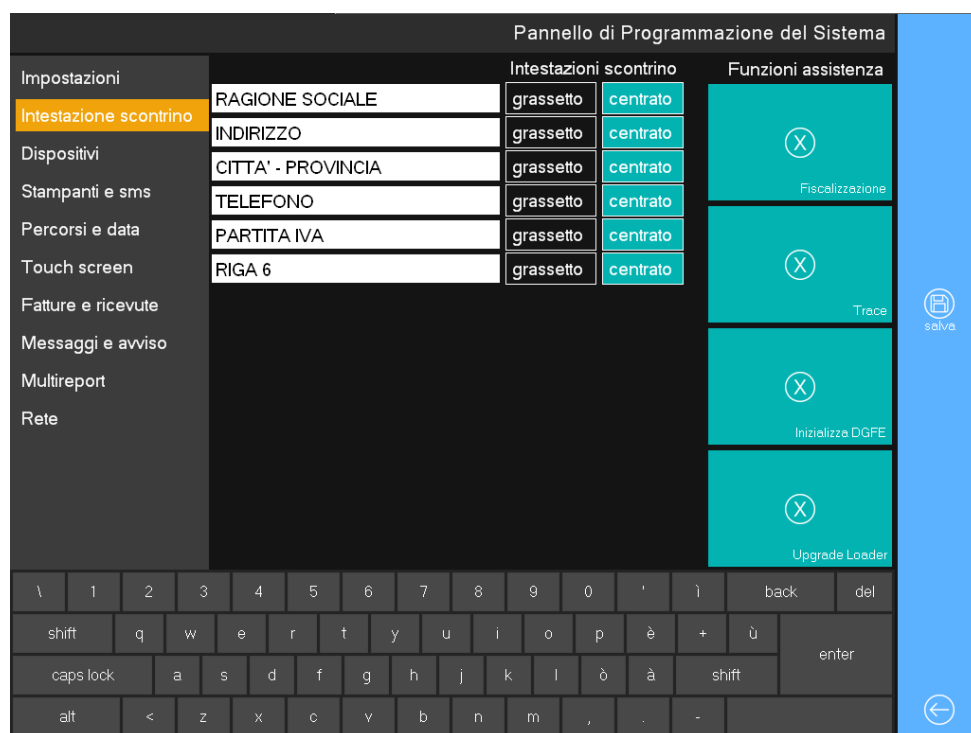 Pannello di Programmazione del Sistema
Impostazioni
Intestazione scontrino
Dispositivi
Stampanti e sms
Percorsi e data
Touch screen
Fatture e ricevute
Messaggi e avviso
Multireport
Rete
Intestazioni scontrino
RAGIONE SOCIALE grassetto centrato
INDIRIZZO grassetto centrato
CITTA' - PROVINCIA grassetto centrato
TELEFONO grassetto centrato
PARTITA IVA grassetto centrato
RIGA 6 grassetto centrato
Funzioni assistenza
X
Fiscalizzazione
X
Trace
X
Inizializza DGFE
X
Upgrade Loader
salva
\ 1 2 3 4 5 6 7 8 9 0 ' ì back del
shift q w e r t y u i o p è + ù
enter
caps lock a s d f g h j k l ò à shift
alt < z x c v b n m , . -